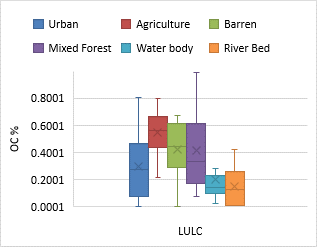 Urban Agriculture Barren
Mixed Forest Water body River Bed
0.8001
0.6001
0.4001
0.2001
0.0001
OC %
LULC